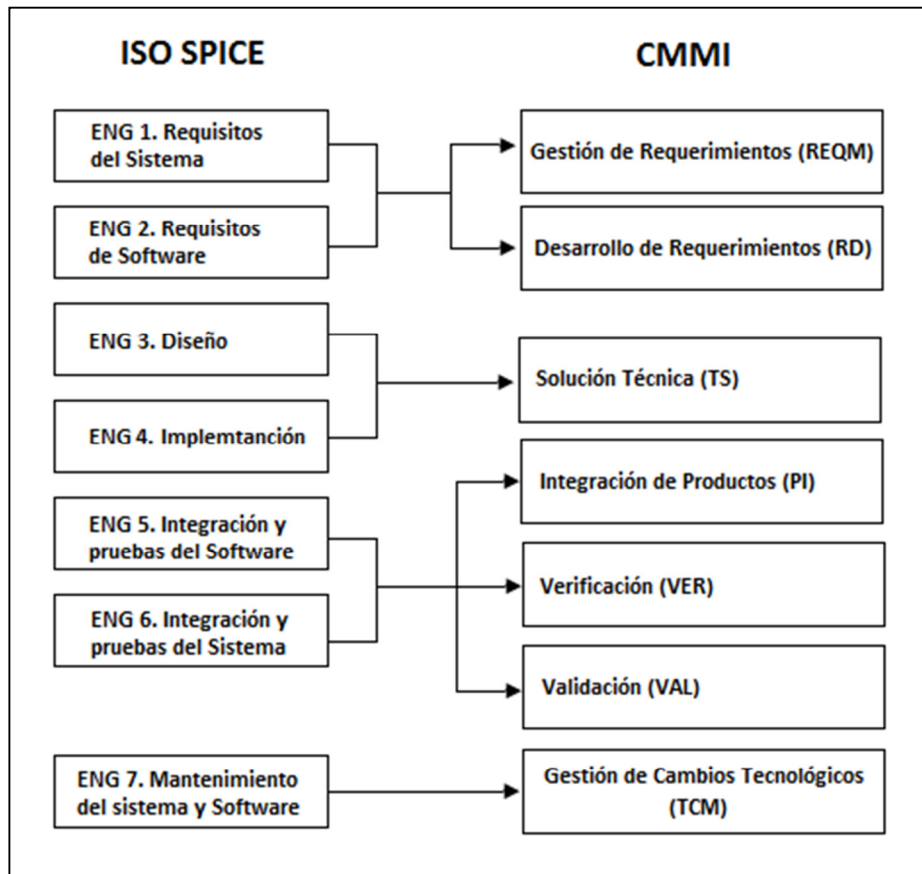 ISO SPICE
CMMI
ENG 1. Requisitos
del Sistema
ENG 2. Requisitos
de Software
ENG 3. Diseño
ENG 4. Implemtanción
ENG 5. Integración y
pruebas del Software
ENG 6. Integración y
pruebas del Sistema
ENG 7. Mantenimiento
del sistema y Software
Gestión de Requerimientos (REQM)
Desarrollo de Requerimientos (RD)
Solución Técnica (TS)
Integración de Productos (PI)
Verificación (VER)
Validación (VAL)
Gestión de Cambios Tecnológicos
(TCM)